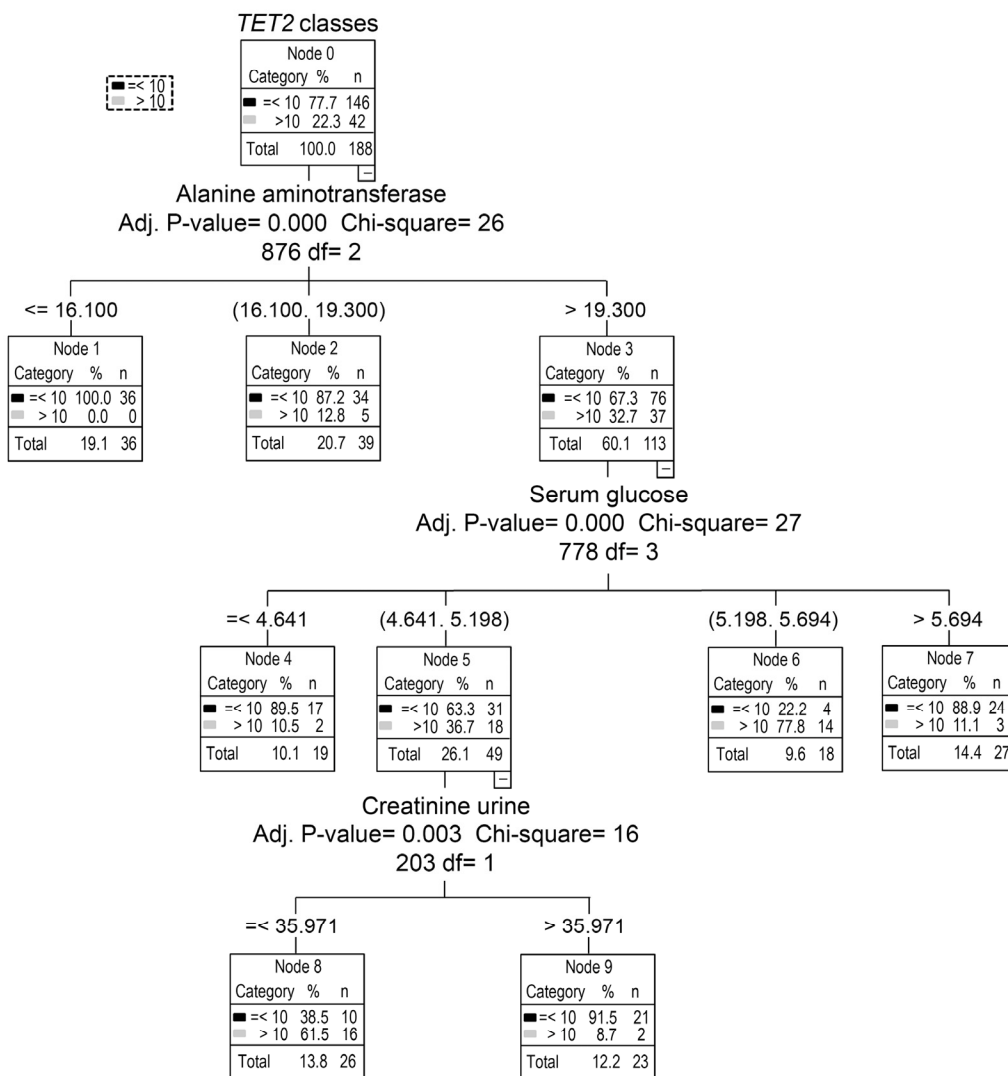 TET2 classes
=< 10
> 10
Node 0
Category % n
=< 10 77.7 146
>10 22.3 42
Total 100.0 188
Alanine aminotransferase
Adj. P-value= 0.000 Chi-square= 26
876 df= 2
<= 16.100
(16.100. 19.300)
> 19.300
Node 1
Category % n
=< 10 100.0 36
> 10 0.0 0
Total 19.1 36
Node 2
Category % n
=< 10 87.2 34
> 10 12.8 5
Total 20.7 39
Node 3
Category % n
=< 10 67.3 76
>10 32.7 37
Total 60.1 113
Serum glucose
Adj. P-value= 0.000 Chi-square= 27
778 df= 3
=< 4.641
(4.641. 5.198)
(5.198. 5.694)
> 5.694
Node 4
Category % n
=< 10 89.5 17
> 10 10.5 2
Total 10.1 19
Node 5
Category % n
=< 10 63.3 31
> 10 36.7 18
Total 26.1 49
Node 6
Category % n
=< 10 22.2 4
> 10 77.8 14
Total 9.6 18
Node 7
Category % n
=< 10 88.9 24
> 10 11.1 3
Total 14.4 27
Creatinine urine
Adj. P-value= 0.003 Chi-square= 16
203 df= 1
=< 35.971
> 35.971
Node 8
Category % n
=< 10 38.5 10
> 10 61.5 16
Total 13.8 26
Node 9
Category % n
=< 10 91.5 21
> 10 8.7 2
Total 12.2 23